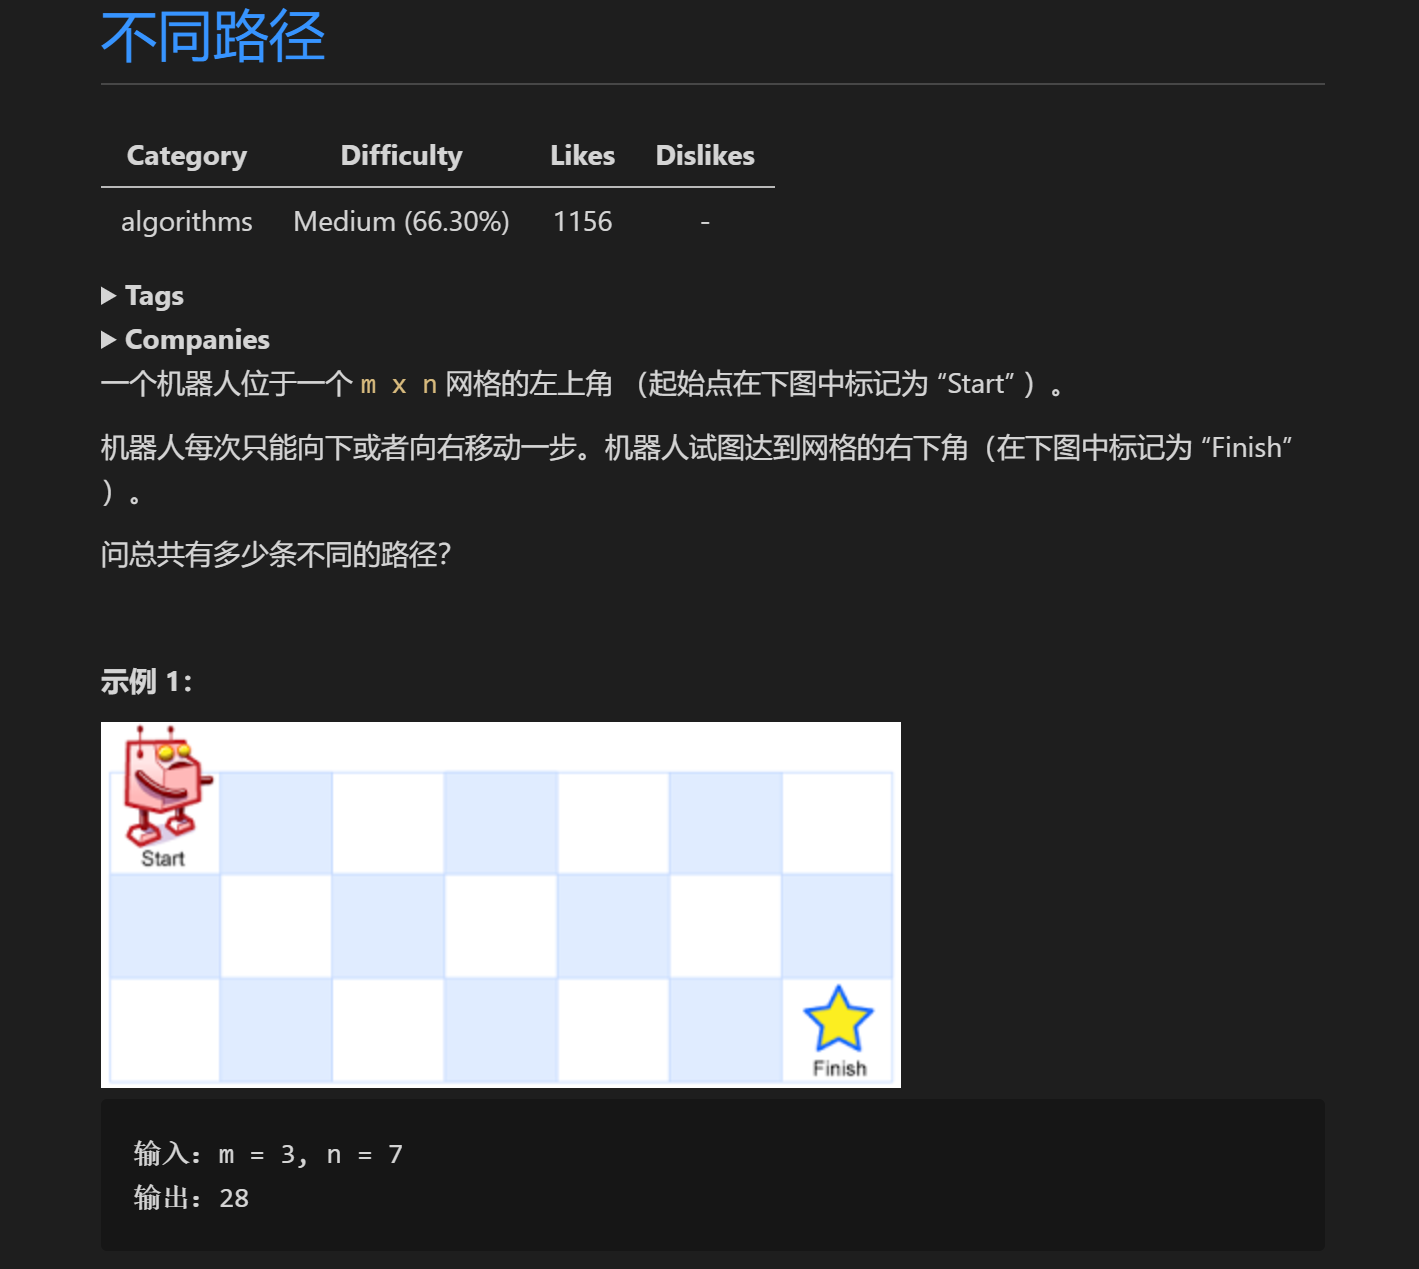 不同路径
Category Difficulty Likes Dislikes
algorithms Medium (66.30%) 1156 -
Tags
Companies
一个机器人位于一个 m x n 网格的左上角 （起始点在下图中标记为 “Start” ）。
机器人每次只能向下或者向右移动一步。机器人试图达到网格的右下角（在下图中标记为 “Finish”
）。
问总共有多少条不同的路径？
示例 1：
Start
Finish
输入：m = 3, n = 7
输出：28